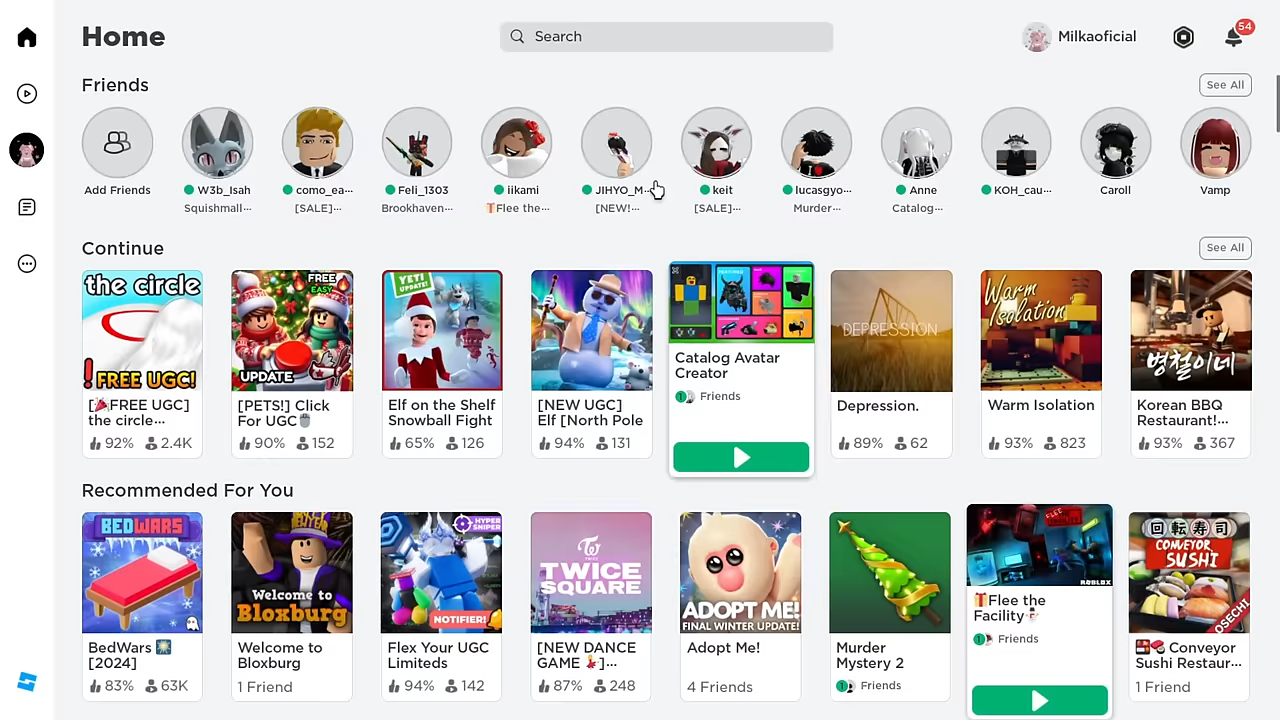 Home
Search
Milkaoficial
54
Friends
See All
Add Friends
W3b_Isah
Squishmall···
como_ea···
[SALE]···
Feli_1303
Brookhaven···
iikami
🎁Flee the···
JIHYO_M···
[NEW!···
keit
[SALE]···
lucasgyo···
Murder···
Anne
Catalog···
KOH_cau···
Caroll
Vamp
Continue
See All
the circle
! FREE UGC!
[🎉FREE UGC]
the circle···
92% 2.4K
FREE
EASY
UPDATE
[PETS!] Click
For UGC🖱️
90% 152
YETI
UPDATE!
Elf on the Shelf
Snowball Fight
65% 126
[NEW UGC]
Elf [North Pole
94% 131
Catalog Avatar
Creator
1 Friends
DEPRESSION
Depression.
89% 62
Warm
Isolation
Warm Isolation
93% 823
병철이네
Korean BBQ
Restaurant!···
93% 367
Recommended For You
BEDWARS
BedWars 🎆
[2024]
83% 63K
Welcome to
Bloxburg
Welcome to
Bloxburg
1 Friend
HYPER
SNIPER
NOTIFIER!
Flex Your UGC
Limiteds
94% 142
TWICE
TWICE
SQUARE
[NEW DANCE
GAME 💃]···
87% 248
ADOPT ME!
FINAL WINTER UPDATE!
Adopt Me!
4 Friends
Murder
Mystery 2
1 Friends
FLEE
FACILITY
ROBLOX
🎁Flee the
Facility⛄
1 Friends
回転寿司
CONVEYOR
SUSHI
OSECHI
🍱🍣 Conveyor
Sushi Restaur···
1 Friend